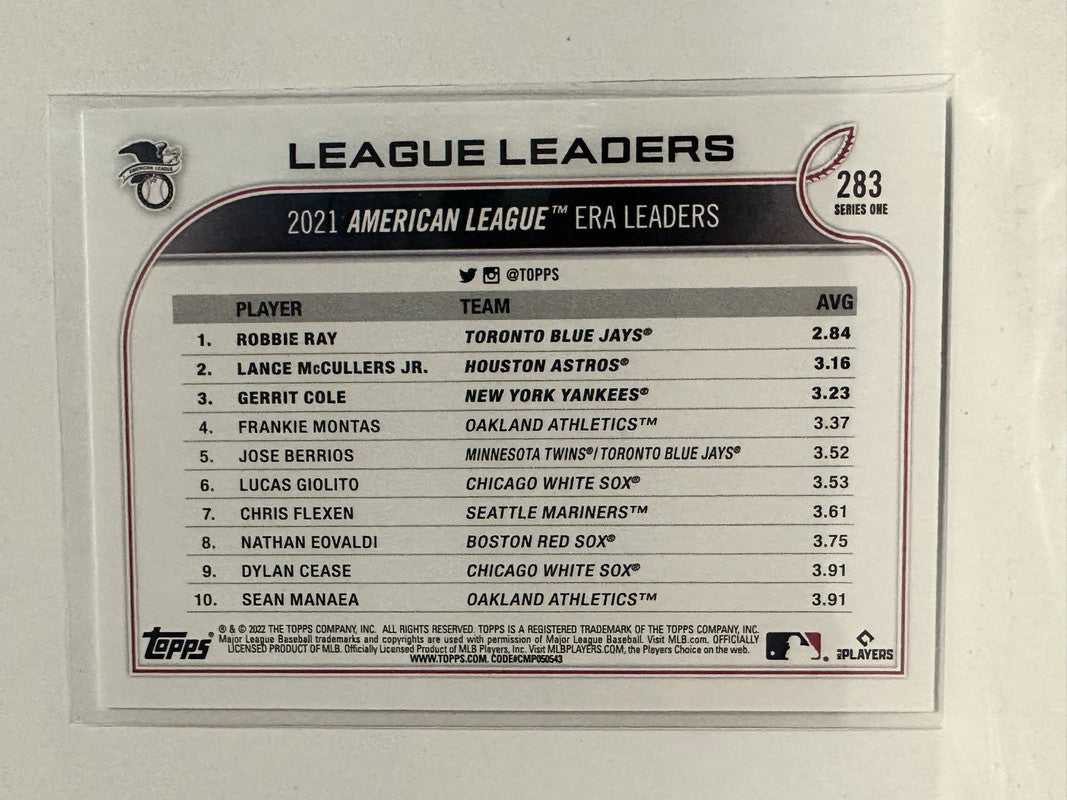 AMERICAN LEAGUE
LEAGUE LEADERS
283
SERIES ONE
2021 AMERICAN LEAGUE™ ERA LEADERS
@TOPPS
PLAYER TEAM AVG
1. ROBBIE RAY TORONTO BLUE JAYS® 2.84
2. LANCE McCULLERS JR. HOUSTON ASTROS® 3.16
3. GERRIT COLE NEW YORK YANKEES® 3.23
4. FRANKIE MONTAS OAKLAND ATHLETICS™ 3.37
5. JOSE BERRIOS MINNESOTA TWINS®/TORONTO BLUE JAYS® 3.52
6. LUCAS GIOLITO CHICAGO WHITE SOX® 3.53
7. CHRIS FLEXEN SEATTLE MARINERS™ 3.61
8. NATHAN EOVALDI BOSTON RED SOX® 3.75
9. DYLAN CEASE CHICAGO WHITE SOX® 3.91
10. SEAN MANAEA OAKLAND ATHLETICS™ 3.91
Topps®
® & © 2022 THE TOPPS COMPANY, INC. ALL RIGHTS RESERVED. TOPPS IS A REGISTERED TRADEMARK OF THE TOPPS COMPANY, INC.
Major League Baseball trademarks and copyrights are used with permission of Major League Baseball. Visit MLB.com. OFFICIALLY
LICENSED PRODUCT OF MLB. Officially Licensed Product of MLB Players, Inc. Visit MLBPLAYERS.COM, the Players Choice on the web.
WWW.TOPPS.COM. CODE#CMP050543
PLAYERS